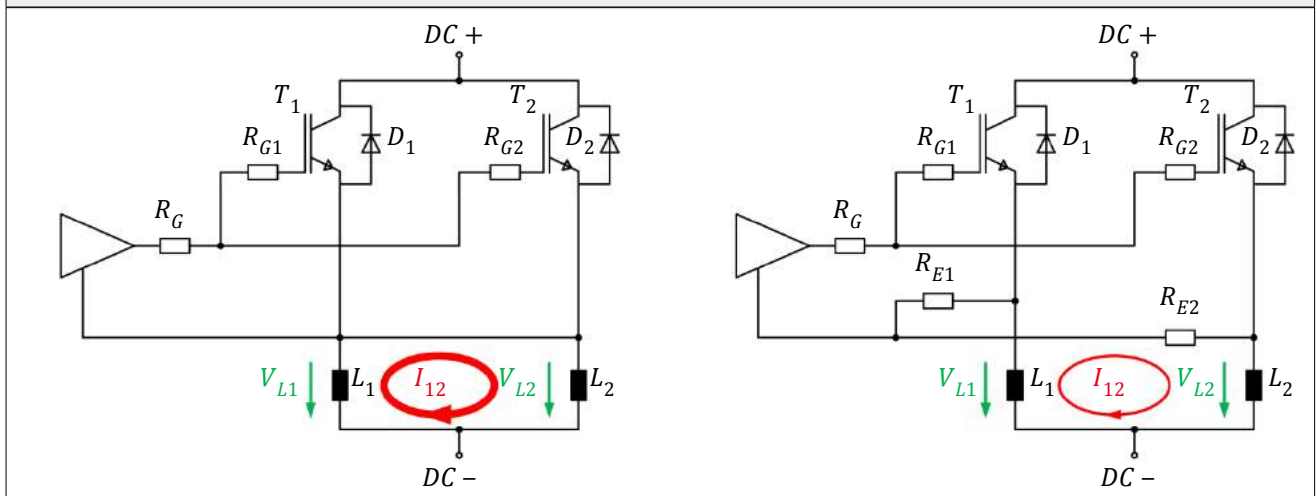 DC +
T1
T2
RG1
D1
RG2
D2
RG
VL1
L1
I12
VL2
L2
DC −
DC +
T1
T2
RG1
D1
RG2
D2
RG
RE1
RE2
VL1
L1
I12
VL2
L2
DC −